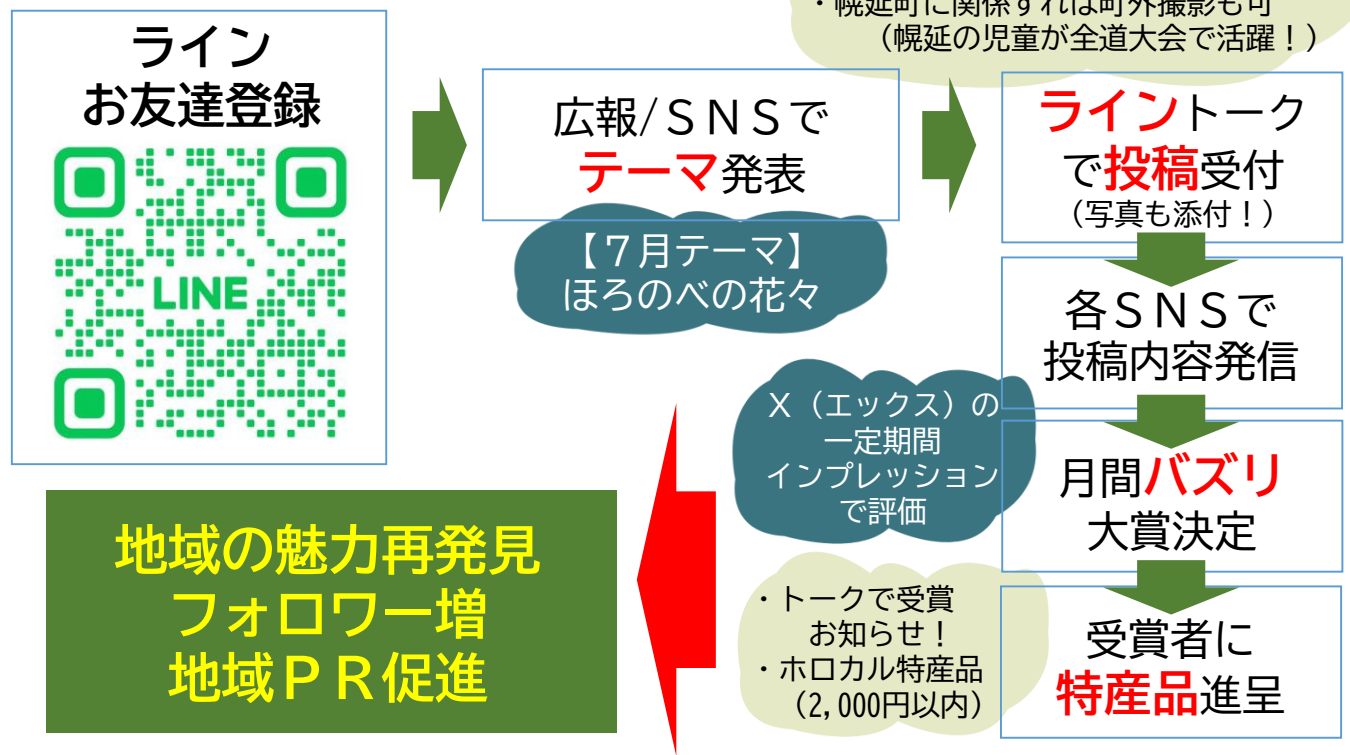 ・幌延町に関係すれば町外撮影も可
（幌延の児童が全道大会で活躍！）
ライン
お友達登録
LINE
広報/ＳＮＳで
テーマ発表
【７月テーマ】
ほろのべの花々
ライントーク
で投稿受付
（写真も添付！）
各ＳＮＳで
投稿内容発信
Ｘ（エックス）の
一定期間
インプレッション
で評価
月間バズリ
大賞決定
・トークで受賞
お知らせ！
・ホロカル特産品
（2,000円以内）
受賞者に
特産品進呈
地域の魅力再発見
フォロワー増
地域ＰＲ促進